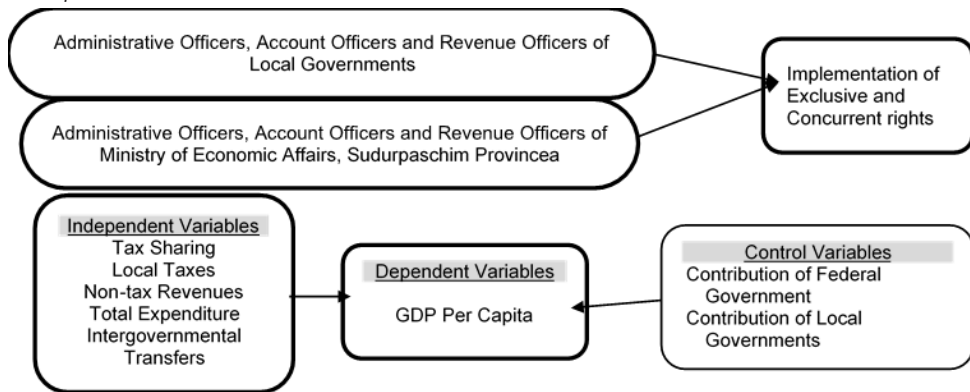 Administrative Officers, Account Officers and Revenue Officers of
Local Governments
Implementation of
Exclusive and
Concurrent rights
Administrative Officers, Account Officers and Revenue Officers of
Ministry of Economic Affairs, Sudurpaschim Provincea
Independent Variables
Tax Sharing
Local Taxes
Non-tax Revenues
Total Expenditure
Intergovernmental
Transfers
Dependent Variables
GDP Per Capita
Control Variables
Contribution of Federal
Government
Contribution of Local
Governments